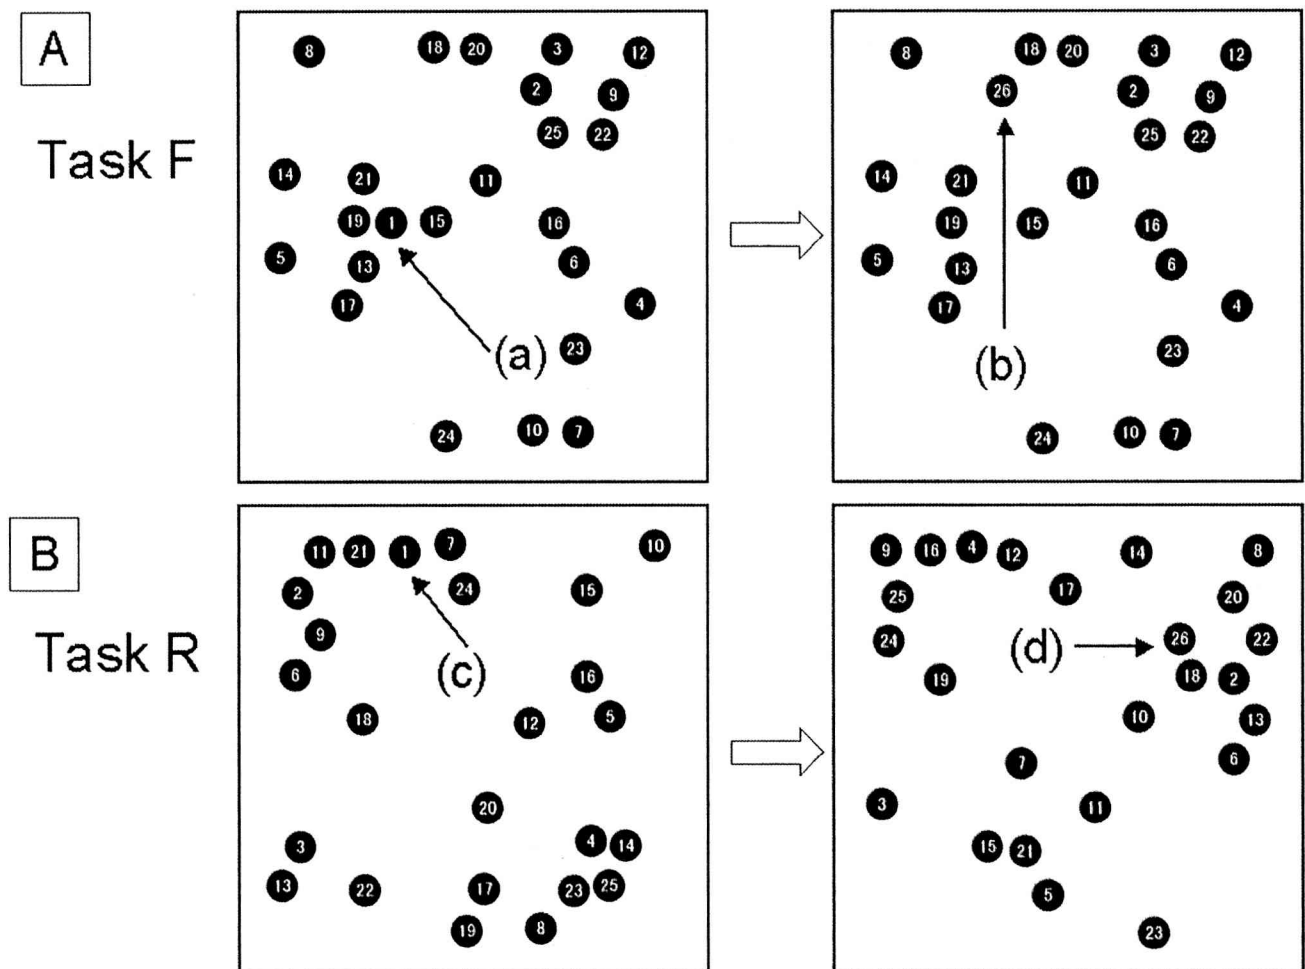 A
Task F
8 18 20 3 12
2 9
25 22
14 21 11
19 1 15 16
5 13 6
17 4
(a) 23
24 10 7
8 18 20 3 12
26 2 9
25 22
14 21 11
19 15 16
5 13 6
17 4
(b) 23
24 10 7
B
Task R
11 21 1 7 10
2 24 15
9
6 (c) 16
18 12 5
20
3 4 14
13 22 17 23 25
19 8
9 16 4 12 14 8
25 17 20
24 (d) 26 22
19 18 2
10 13
7 6
3 11
15 21
5
23